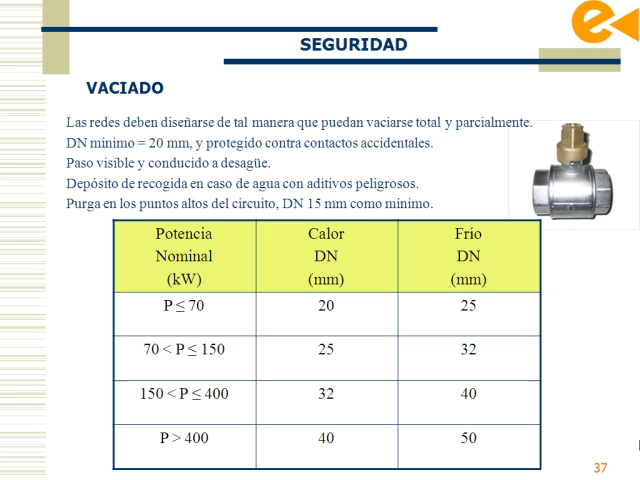 SEGURIDAD
VACIADO
Las redes deben diseñarse de tal manera que puedan vaciarse total y parcialmente.
DN mínimo = 20 mm, y protegido contra contactos accidentales.
Paso visible y conducido a desagüe.
Depósito de recogida en caso de agua con aditivos peligrosos.
Purga en los puntos altos del circuito, DN 15 mm como mínimo.
Potencia Nominal (kW) Calor DN (mm) Frío DN (mm)
P ≤ 70 20 25
70 < P ≤ 150 25 32
150 < P ≤ 400 32 40
P > 400 40 50
37